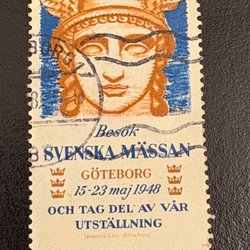 Besök
SVENSKA MÄSSAN
GÖTEBORG
15-23 maj 1948
OCH TAG DEL AV VÅR
UTSTÄLLNING